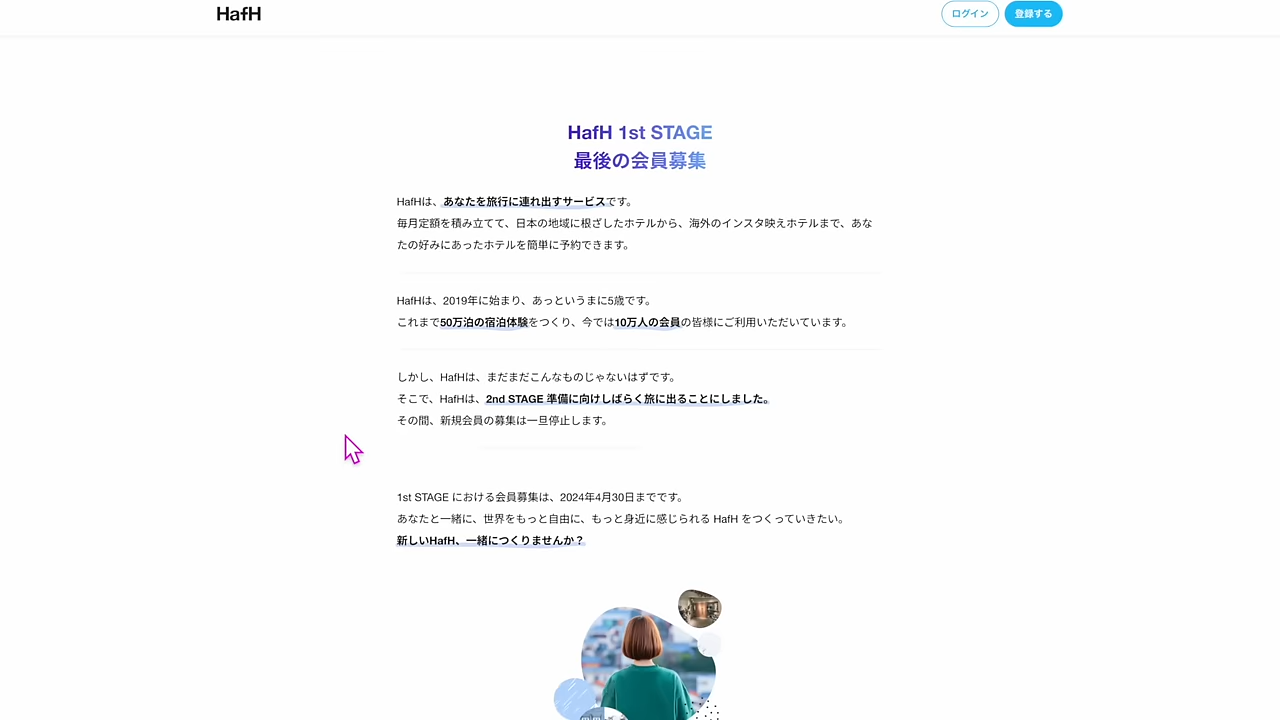 HafH
ログイン
登録する
HafH 1st STAGE
最後の会員募集
HafHは、あなたを旅行に連れ出すサービスです。
毎月定額を積み立てて、日本の地域に根ざしたホテルから、海外のインスタ映えホテルまで、あな
たの好みにあったホテルを簡単に予約できます。
HafHは、2019年に始まり、あっというまに5歳です。
これまで50万泊の宿泊体験をつくり、今では10万人の会員の皆様にご利用いただいています。
しかし、HafHは、まだまだこんなものじゃないはずです。
そこで、HafHは、2nd STAGE 準備に向けしばらく旅に出ることにしました。
その間、新規会員の募集は一旦停止します。
1st STAGE における会員募集は、2024年4月30日までです。
あなたと一緒に、世界をもっと自由に、もっと身近に感じられる HafH をつくっていきたい。
新しいHafH、一緒につくりませんか？